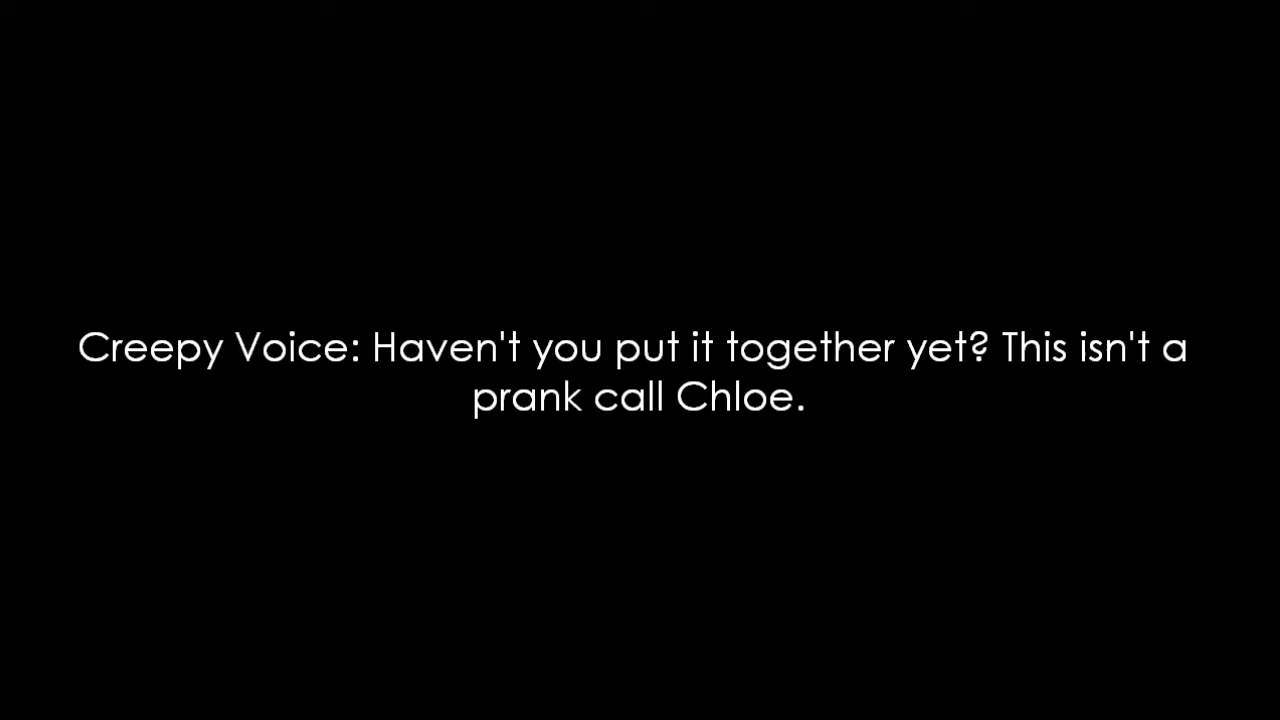 Creepy Voice: Haven't you put it together yet? This isn't a
prank call Chloe.